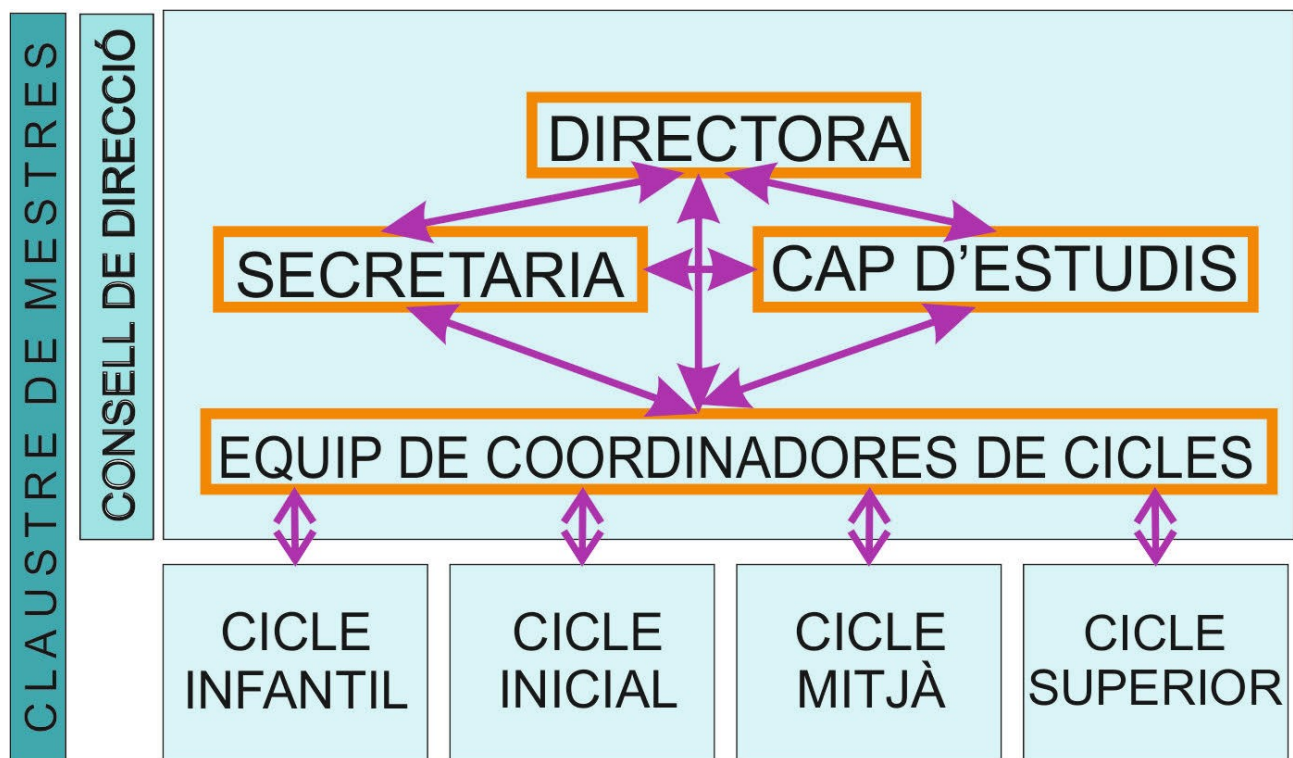 CLAUSTRE DE MESTRES
CONSELL DE DIRECCIÓ
DIRECTORA
SECRETARIA
CAP D'ESTUDIS
EQUIP DE COORDINADORES DE CICLES
CICLE
INFANTIL
CICLE
INICIAL
CICLE
MITJÀ
CICLE
SUPERIOR